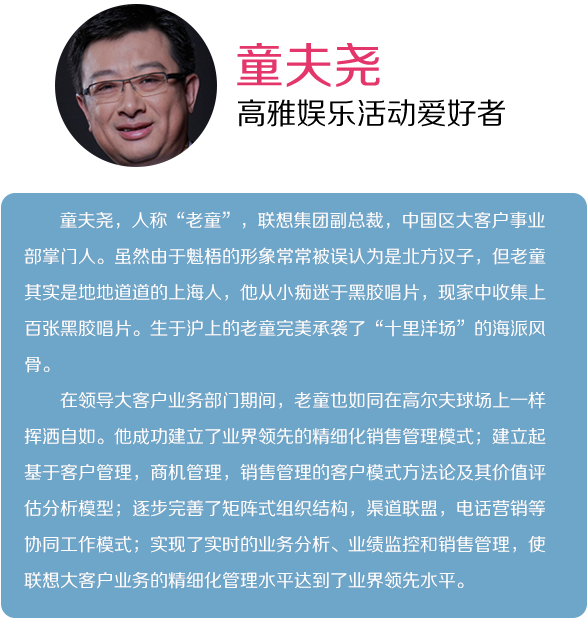 童夫尧
高雅娱乐活动爱好者
童夫尧，人称“老童”，联想集团副总裁，中国区大客户事业
部掌门人。虽然由于魁梧的形象常常被误认为是北方汉子，但老童
其实是地地道道的上海人，他从小痴迷于黑胶唱片，现家中收集上
百张黑胶唱片。生于沪上的老童完美承袭了“十里洋场”的海派风
骨。
在领导大客户业务部门期间，老童也如同在高尔夫球场上一样
挥洒自如。他成功建立了业界领先的精细化销售管理模式；建立起
基于客户管理，商机管理，销售管理的客户模式方法论及其价值评
估分析模型；逐步完善了矩阵式组织结构，渠道联盟，电话营销等
协同工作模式；实现了实时的业务分析、业绩监控和销售管理，使
联想大客户业务的精细化管理水平达到了业界领先水平。